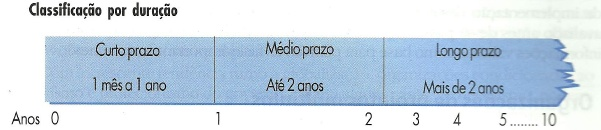 Classificação por duração
Curto prazo Médio prazo Longo prazo
1 mês a 1 ano Até 2 anos Mais de 2 anos
Anos 0 1 2 3 4 5........ 10